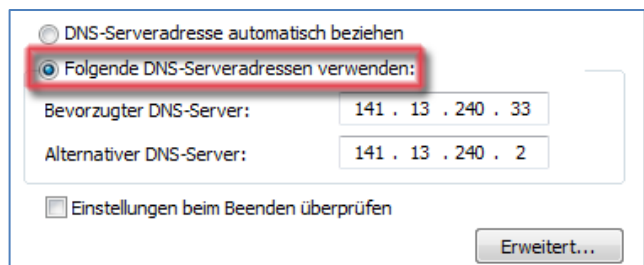 DNS-Serveradresse automatisch beziehen
Folgende DNS-Serveradressen verwenden:
Bevorzugter DNS-Server: 141 . 13 . 240 . 33
Alternativer DNS-Server: 141 . 13 . 240 . 2
Einstellungen beim Beenden überprüfen
Erweitert...